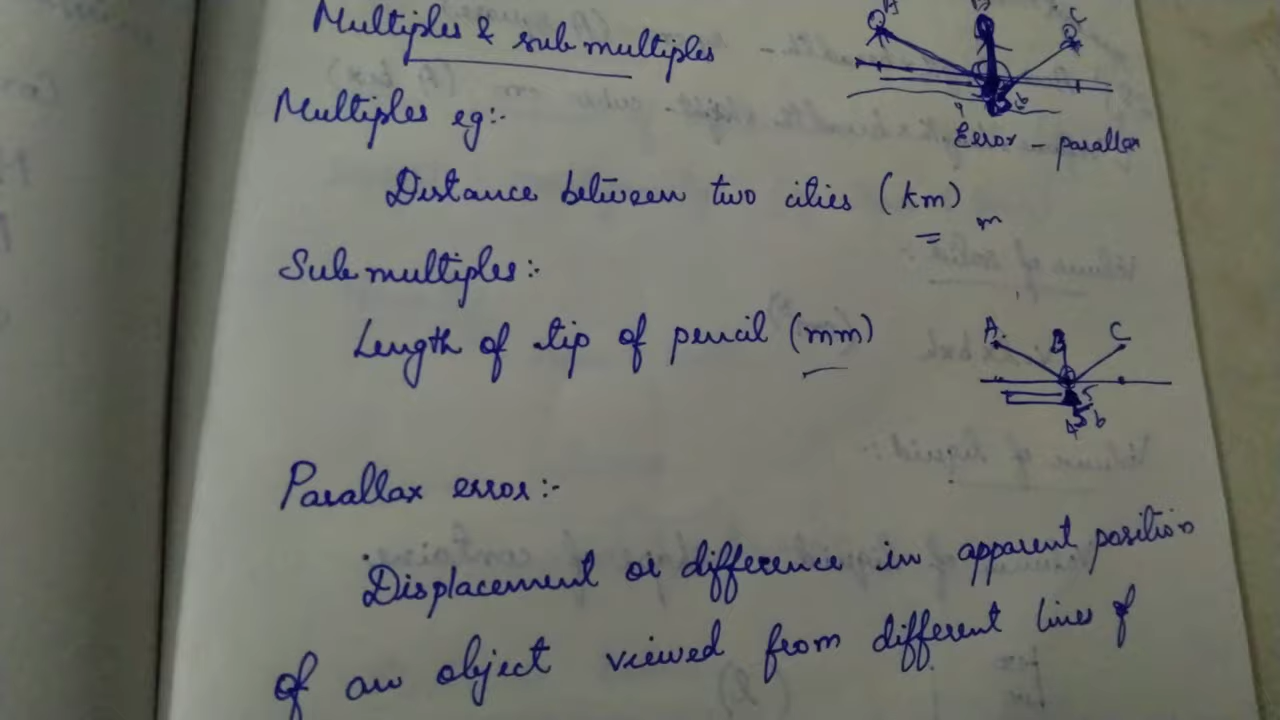 Multiples & sub multiples
A B C
Multiples eg:-
Error - parallax
Distance between two cities (km) m
Sub multiples:-
Length of tip of pencil (mm)
A B C
Parallax error:-
Displacement or difference in apparent position
of an object viewed from different lines of